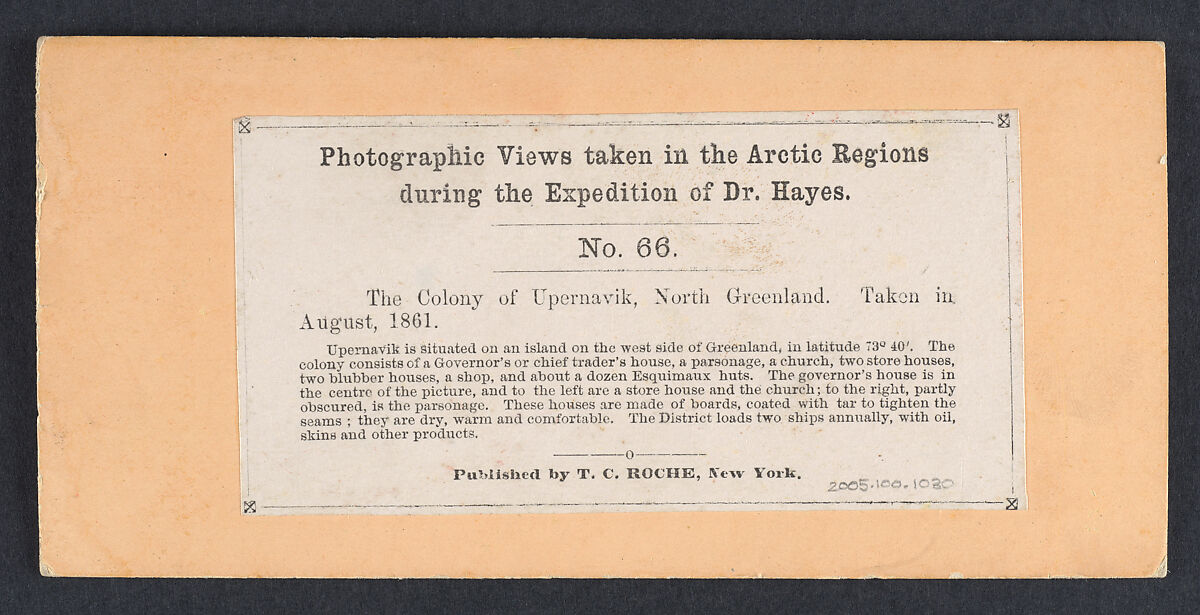 Photographic Views taken in the Arctic Regions
during the Expedition of Dr. Hayes.
No. 66.
The Colony of Upernavik, North Greenland. Taken in
August, 1861.
Upernavik is situated on an island on the west side of Greenland, in latitude 73° 40'. The
colony consists of a Governor's or chief trader's house, a parsonage, a church, two store houses,
two blubber houses, a shop, and about a dozen Esquimaux huts. The governor's house is in
the centre of the picture, and to the left are a store house and the church; to the right, partly
obscured, is the parsonage. These houses are made of boards, coated with tar to tighten the
seams ; they are dry, warm and comfortable. The District loads two ships annually, with oil,
skins and other products.
Published by T. C. ROCHE, New York.
2005.100.1030